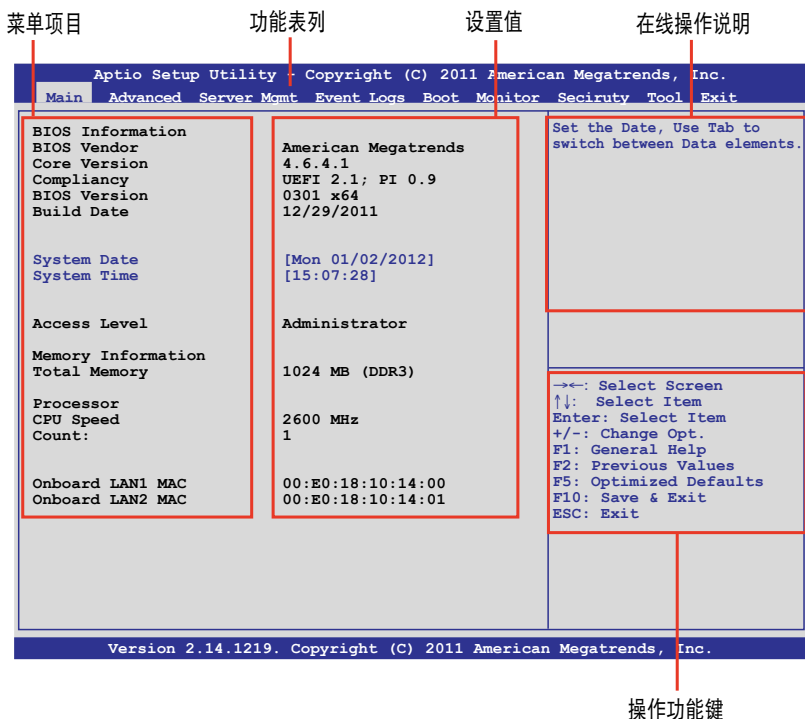 菜单项目 功能表列 设置值 在线操作说明
Aptio Setup Utility - Copyright (C) 2011 American Megatrends, Inc.
Main Advanced Server Mgmt Event Logs Boot Monitor Seciruty Tool Exit
BIOS Information
BIOS Vendor American Megatrends
Core Version 4.6.4.1
Compliancy UEFI 2.1; PI 0.9
BIOS Version 0301 x64
Build Date 12/29/2011
System Date [Mon 01/02/2012]
System Time [15:07:28]
Access Level Administrator
Memory Information
Total Memory 1024 MB (DDR3)
Processor
CPU Speed 2600 MHz
Count: 1
Onboard LAN1 MAC 00:E0:18:10:14:00
Onboard LAN2 MAC 00:E0:18:10:14:01
Set the Date, Use Tab to
switch between Data elements.
→←: Select Screen
↑↓: Select Item
Enter: Select Item
+/-: Change Opt.
F1: General Help
F2: Previous Values
F5: Optimized Defaults
F10: Save & Exit
ESC: Exit
Version 2.14.1219. Copyright (C) 2011 American Megatrends, Inc.
操作功能键